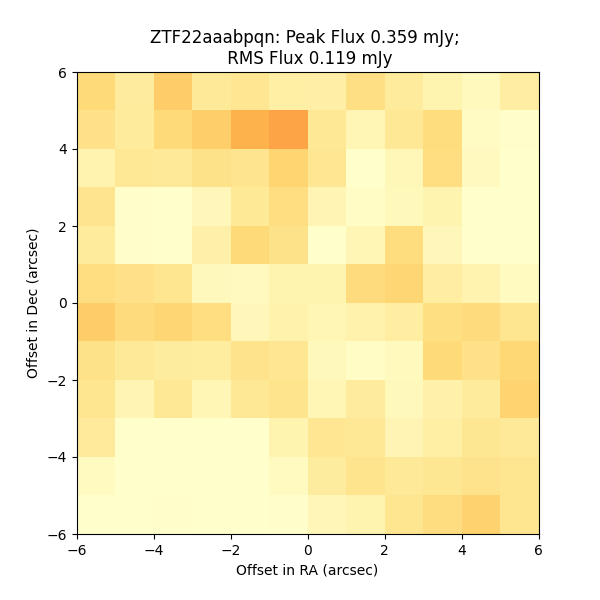 ZTF22aaabpqn: Peak Flux 0.359 mJy;
RMS Flux 0.119 mJy
6
4
2
0
−2
−4
−6
Offset in Dec (arcsec)
−6 −4 −2 0 2 4 6
Offset in RA (arcsec)